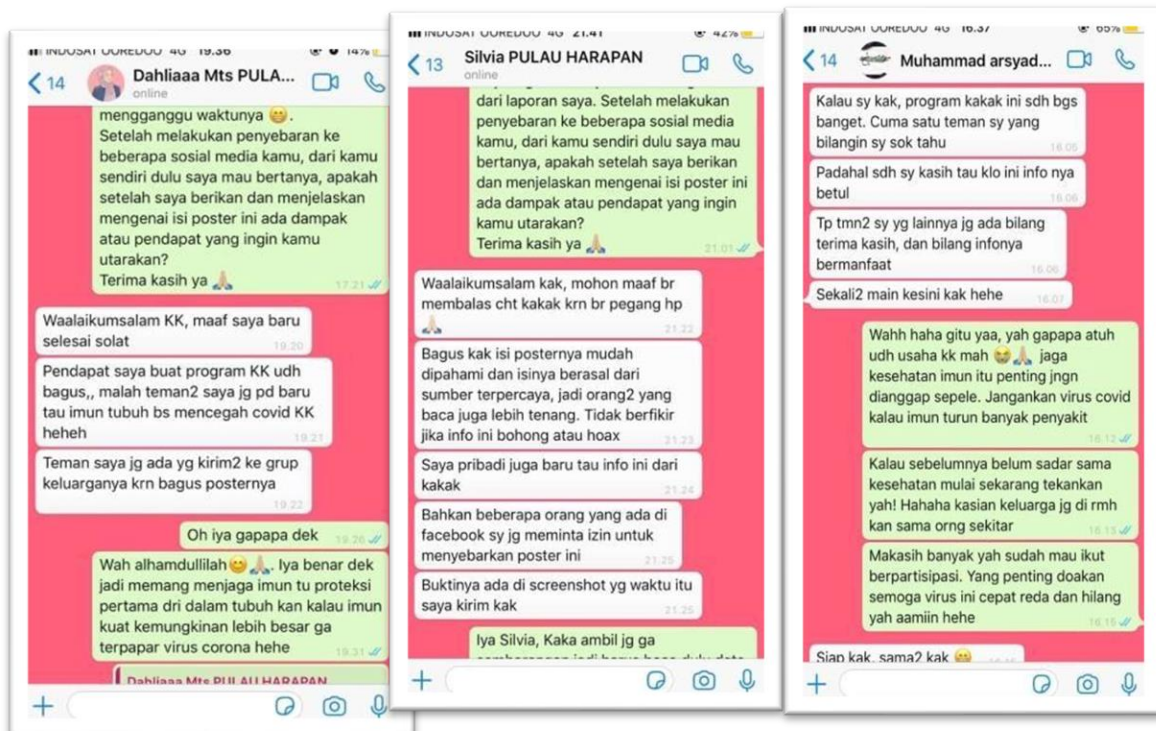 INDOSAT OOREDOO 4G 19.36 14%
14
Dahliaaa Mts PULA...
online
mengganggu waktunya 😁.
Setelah melakukan penyebaran ke
beberapa sosial media kamu, dari kamu
sendiri dulu saya mau bertanya, apakah
setelah saya berikan dan menjelaskan
mengenai isi poster ini ada dampak
atau pendapat yang ingin kamu
utarakan?
Terima kasih ya 🙏🏼
17.21
Waalaikumsalam KK, maaf saya baru
selesai solat
19.20
Pendapat saya buat program KK udh
bagus,, malah teman2 saya jg pd baru
tau imun tubuh bs mencegah covid KK
heheh
19.21
Teman saya jg ada yg kirim2 ke grup
keluarganya krn bagus posternya
19.22
Oh iya gapapa dek
19.26
Wah alhamdullilah 😊🙏🏼. Iya benar dek
jadi memang menjaga imun tu proteksi
pertama dri dalam tubuh kan kalau imun
kuat kemungkinan lebih besar ga
terpapar virus corona hehe
19.31
Dahliaaa Mts PULAU HARAPAN
INDOSAT OOREDOO 4G 21.41 42%
13
Silvia PULAU HARAPAN
online
dari laporan saya. Setelah melakukan
penyebaran ke beberapa sosial media
kamu, dari kamu sendiri dulu saya mau
bertanya, apakah setelah saya berikan
dan menjelaskan mengenai isi poster ini
ada dampak atau pendapat yang ingin
kamu utarakan?
Terima kasih ya 🙏🏼
21.01
Waalaikumsalam kak, mohon maaf br
membalas cht kakak krn br pegang hp
🙏🏼
21.22
Bagus kak isi posternya mudah
dipahami dan isinya berasal dari
sumber terpercaya, jadi orang2 yang
baca juga lebih tenang. Tidak berfikir
jika info ini bohong atau hoax
21.23
Saya pribadi juga baru tau info ini dari
kakak
21.24
Bahkan beberapa orang yang ada di
facebook sy jg meminta izin untuk
menyebarkan poster ini
21.25
Buktinya ada di screenshot yg waktu itu
saya kirim kak
21.25
Iya Silvia, Kaka ambil jg ga
sembarangan jadi harus baca dulu data
INDOSAT OOREDOO 4G 16.37 65%
14
Muhammad arsyad...
Kalau sy kak, program kakak ini sdh bgs
banget. Cuma satu teman sy yang
bilangin sy sok tahu
16.05
Padahal sdh sy kasih tau klo ini info nya
betul
16.06
Tp tmn2 sy yg lainnya jg ada bilang
terima kasih, dan bilang infonya
bermanfaat
16.06
Sekali2 main kesini kak hehe
16.07
Wahh haha gitu yaa, yah gapapa atuh
udh usaha kk mah 😭🙏🏼 jaga
kesehatan imun itu penting jngn
dianggap sepele. Jangankan virus covid
kalau imun turun banyak penyakit
16.12
Kalau sebelumnya belum sadar sama
kesehatan mulai sekarang tekankan
yah! Hahaha kasian keluarga jg di rmh
kan sama orng sekitar
16.13
Makasih banyak yah sudah mau ikut
berpartisipasi. Yang penting doakan
semoga virus ini cepat reda dan hilang
yah aamiin hehe
16.15
Siap kak, sama2 kak 😁